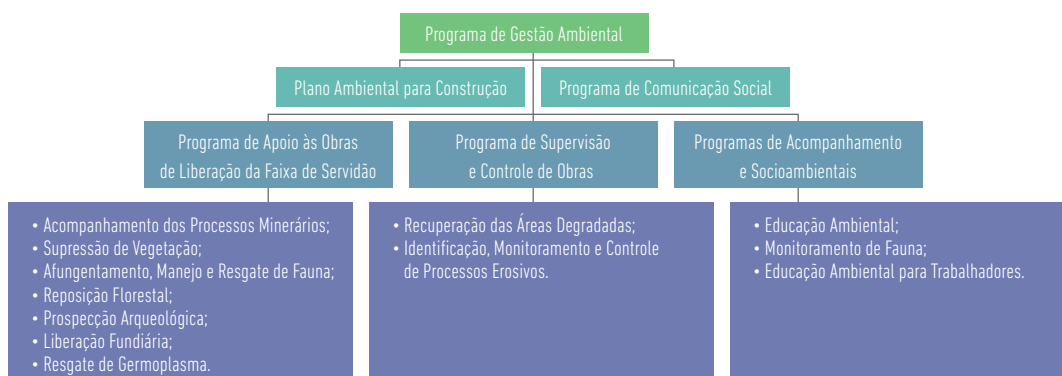 Programa de Gestão Ambiental
Plano Ambiental para Construção
Programa de Comunicação Social
Programa de Apoio às Obras
de Liberação da Faixa de Servidão
Programa de Supervisão
e Controle de Obras
Programas de Acompanhamento
e Socioambientais
• Acompanhamento dos Processos Minerários;
• Supressão de Vegetação;
• Afungentamento, Manejo e Resgate de Fauna;
• Reposição Florestal;
• Prospecção Arqueológica;
• Liberação Fundiária;
• Resgate de Germoplasma.
• Recuperação das Áreas Degradadas;
• Identificação, Monitoramento e Controle
de Processos Erosivos.
• Educação Ambiental;
• Monitoramento de Fauna;
• Educação Ambiental para Trabalhadores.